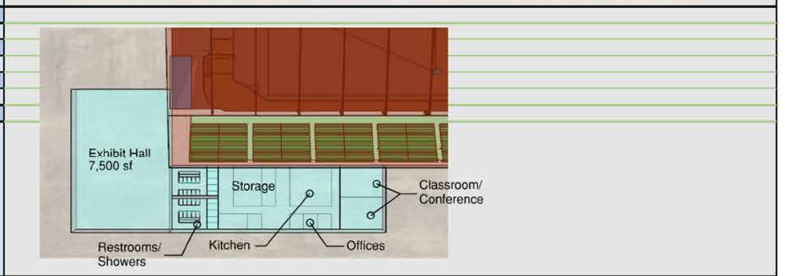 Exhibit Hall
7,500 sf
Storage
Classroom/
Conference
Restrooms/
Showers
Kitchen
Offices